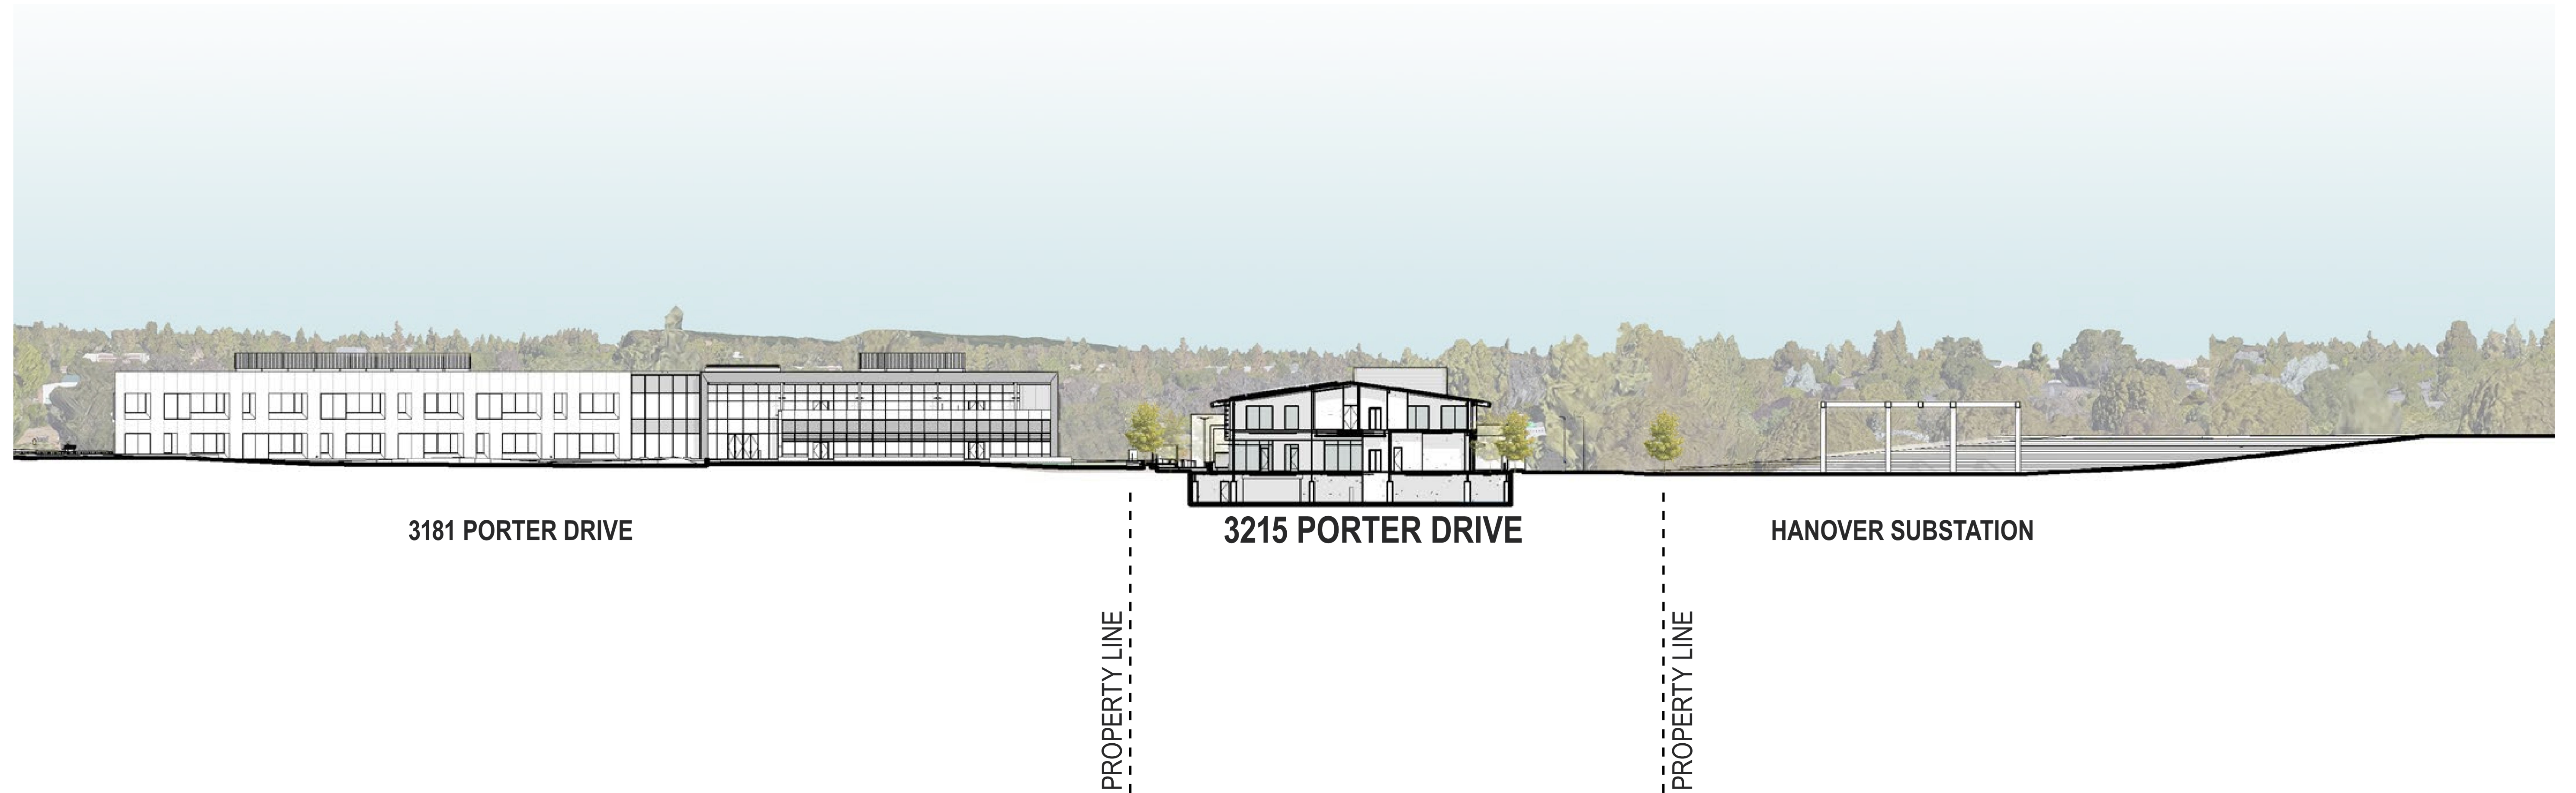 3181 PORTER DRIVE
3215 PORTER DRIVE
HANOVER SUBSTATION
PROPERTY LINE
PROPERTY LINE